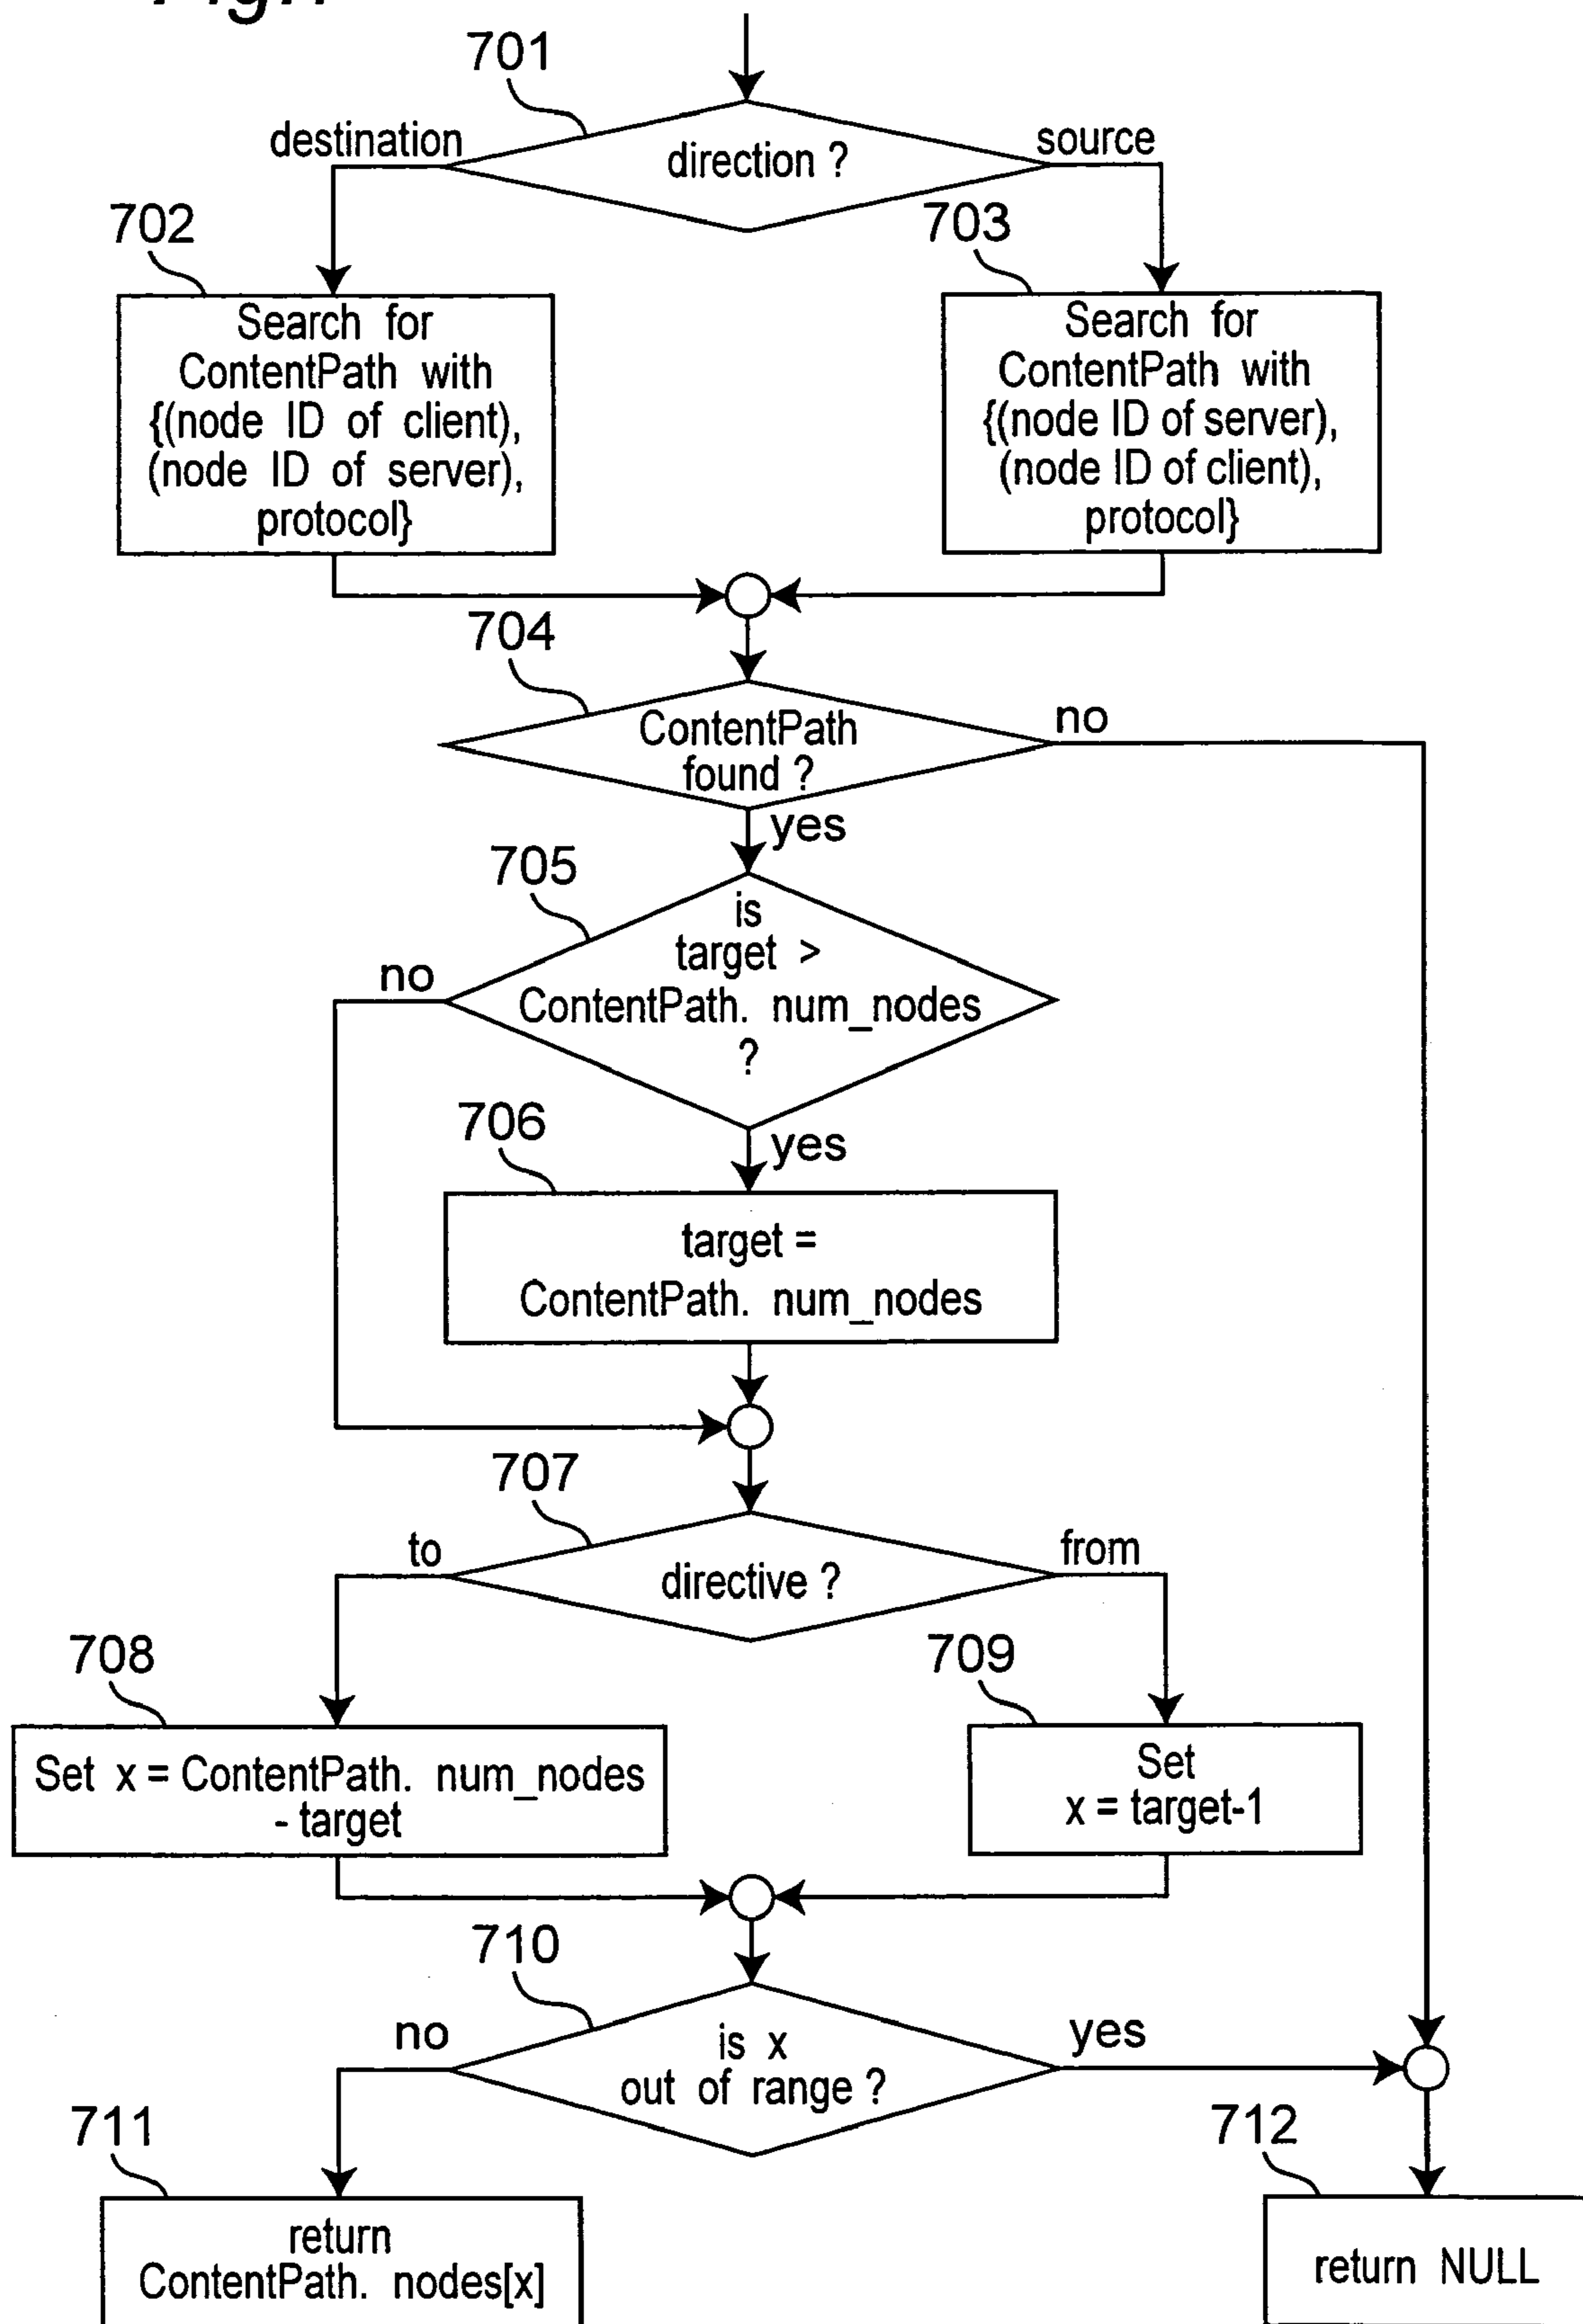 701
destination
direction ?
source
702
703
Search for
ContentPath with
{(node ID of client),
(node ID of server),
protocol}
Search for
ContentPath with
{(node ID of server),
(node ID of client),
protocol}
704
ContentPath
found ?
no
yes
705
is
target >
ContentPath. num_nodes
?
no
yes
706
target =
ContentPath. num_nodes
707
to
directive ?
from
708
709
Set x = ContentPath. num_nodes
- target
Set
x = target-1
710
no
is x
out of range ?
yes
711
712
return
ContentPath. nodes[x]
return NULL